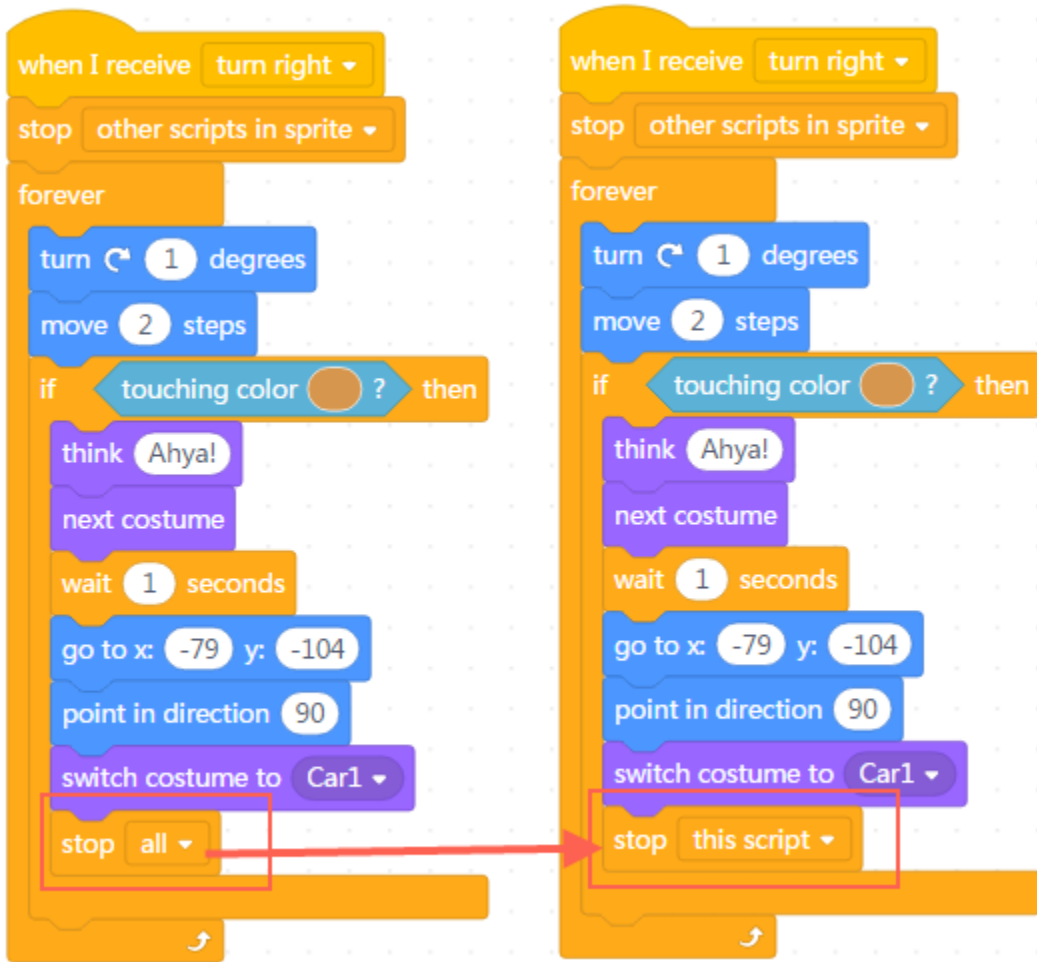 when I receive turn right
stop other scripts in sprite
forever
turn 1 degrees
move 2 steps
if touching color ? then
think Ahya!
next costume
wait 1 seconds
go to x: -79 y: -104
point in direction 90
switch costume to Car1
stop all
when I receive turn right
stop other scripts in sprite
forever
turn 1 degrees
move 2 steps
if touching color ? then
think Ahya!
next costume
wait 1 seconds
go to x: -79 y: -104
point in direction 90
switch costume to Car1
stop this script